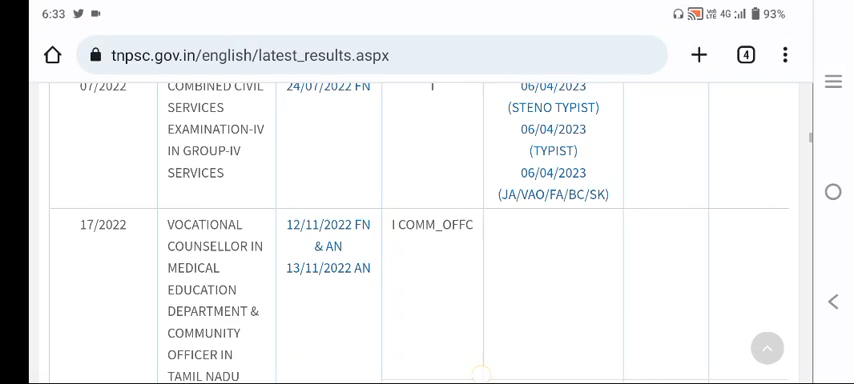 6:33
4G 93%
tnpsc.gov.in/english/latest_results.aspx
4
07/2022
COMBINED CIVIL
SERVICES
EXAMINATION-IV
IN GROUP-IV
SERVICES
24/07/2022 FN
I
06/04/2023
(STENO TYPIST)
06/04/2023
(TYPIST)
06/04/2023
(JA/VAO/FA/BC/SK)
17/2022
VOCATIONAL
COUNSELLOR IN
MEDICAL
EDUCATION
DEPARTMENT &
COMMUNITY
OFFICER IN
TAMIL NADU
12/11/2022 FN
& AN
13/11/2022 AN
I COMM_OFFC